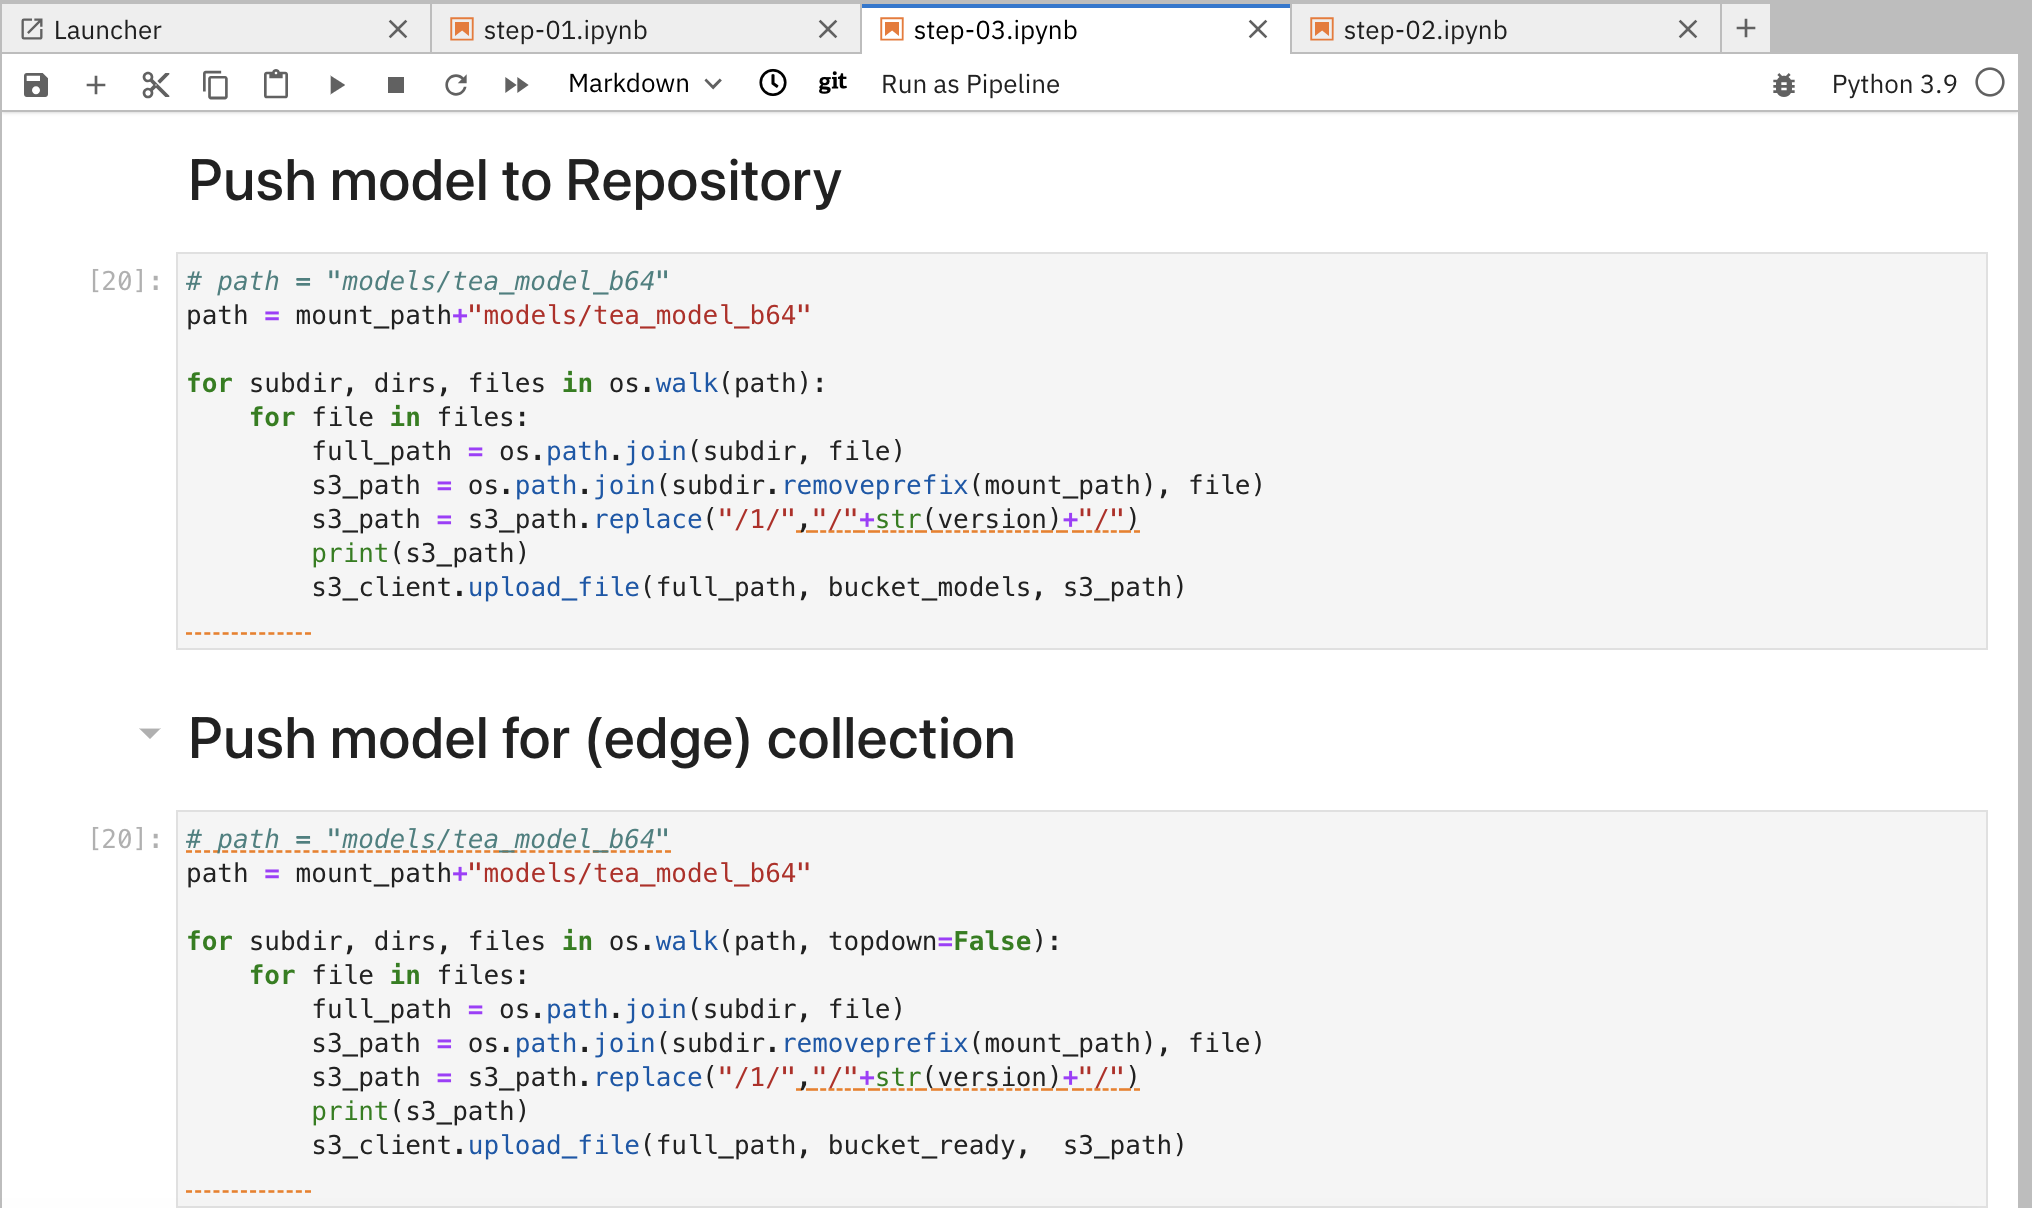 Launcher
step-01.ipynb
step-03.ipynb
step-02.ipynb
Markdown
git
Run as Pipeline
Python 3.9
Push model to Repository
[20]:
# path = "models/tea_model_b64"
path = mount_path+"models/tea_model_b64"
for subdir, dirs, files in os.walk(path):
    for file in files:
        full_path = os.path.join(subdir, file)
        s3_path = os.path.join(subdir.removeprefix(mount_path), file)
        s3_path = s3_path.replace("/1/","/"+str(version)+"/")
        print(s3_path)
        s3_client.upload_file(full_path, bucket_models, s3_path)
Push model for (edge) collection
[20]:
# path = "models/tea_model_b64"
path = mount_path+"models/tea_model_b64"
for subdir, dirs, files in os.walk(path, topdown=False):
    for file in files:
        full_path = os.path.join(subdir, file)
        s3_path = os.path.join(subdir.removeprefix(mount_path), file)
        s3_path = s3_path.replace("/1/","/"+str(version)+"/")
        print(s3_path)
        s3_client.upload_file(full_path, bucket_ready,  s3_path)